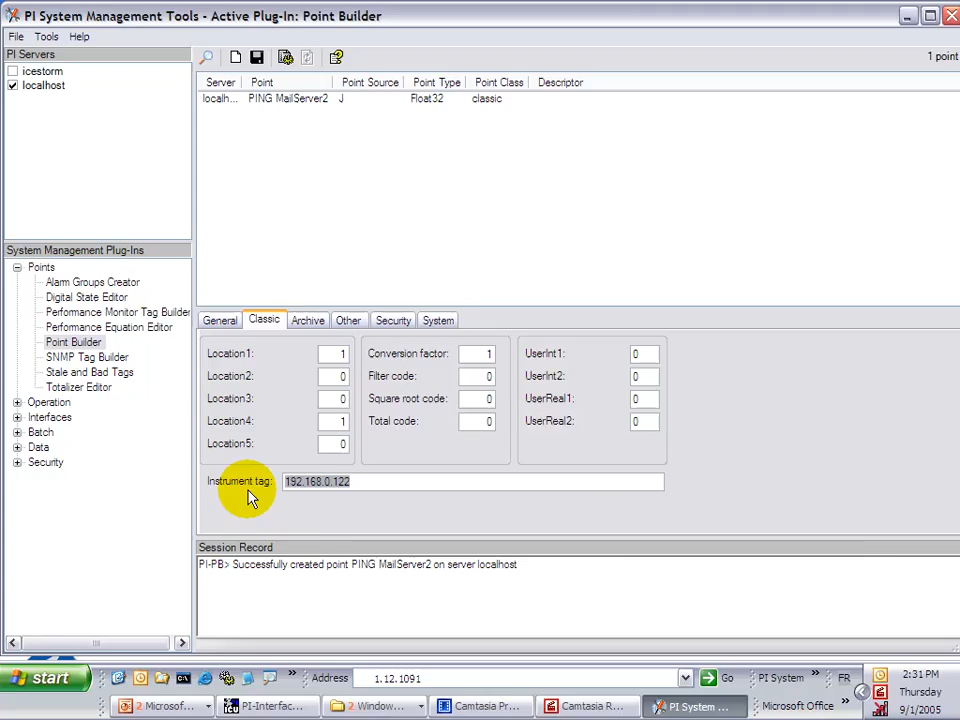 PI System Management Tools - Active Plug-In: Point Builder
File Tools Help
PI Servers
icestorm
localhost
1 point
Server Point Point Source Point Type Point Class Descriptor
localh... PING MailServer2 J Float32 classic
System Management Plug-Ins
Points
Alarm Groups Creator
Digital State Editor
Performance Monitor Tag Builder
Performance Equation Editor
Point Builder
SNMP Tag Builder
Stale and Bad Tags
Totalizer Editor
Operation
Interfaces
Batch
Data
Security
General Classic Archive Other Security System
Location1: 1 Conversion factor: 1 UserInt1: 0
Location2: 0 Filter code: 0 UserInt2: 0
Location3: 0 Square root code: 0 UserReal1: 0
Location4: 1 Total code: 0 UserReal2: 0
Location5: 0
Instrument tag: 192.168.0.122
Session Record
PI-PB> Successfully created point PING MailServer2 on server localhost
start Address 1.12.1091 Go PI System » FR 2:31 PM
Thursday
2 Microsof... PI-Interfac... 2 Window... Camtasia Pr... Camtasia R... PI System ... Microsoft Office » 9/1/2005